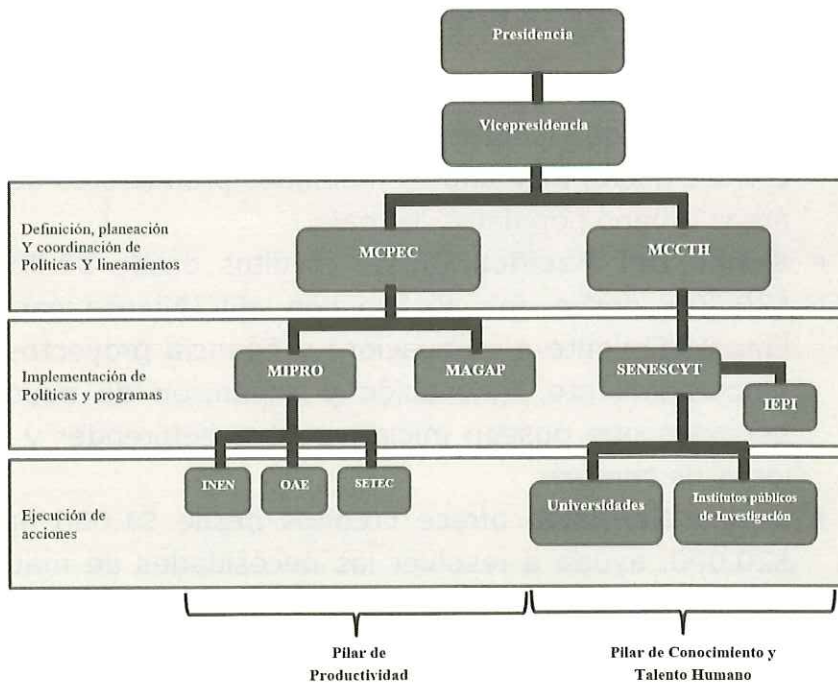 Presidencia
Vicepresidencia
Definición, planeación
Y coordinación de
Políticas Y lineamientos
MCPEC
MCCTH
Implementación de
Políticas y programas
MIPRO
MAGAP
SENESCYT
IEPI
Ejecución de
acciones
INEN
OAE
SETEC
Universidades
Institutos públicos
de Investigación
Pilar de
Productividad
Pilar de Conocimiento y
Talento Humano